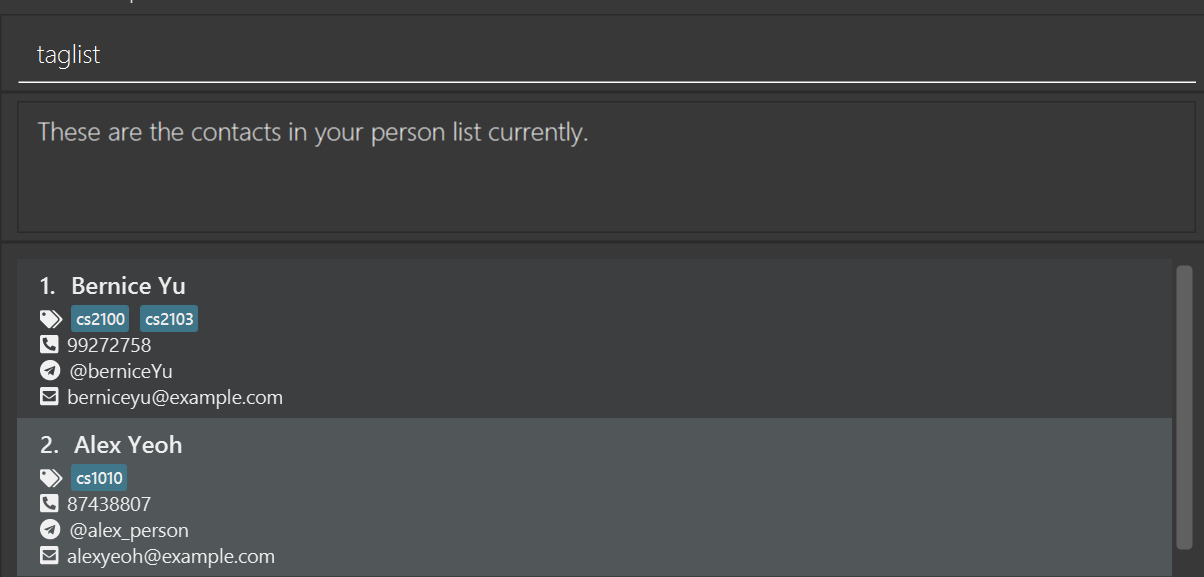 taglist
These are the contacts in your person list currently.
1. Bernice Yu
cs2100 cs2103
99272758
@berniceYu
berniceyu@example.com
2. Alex Yeoh
cs1010
87438807
@alex_person
alexyeoh@example.com